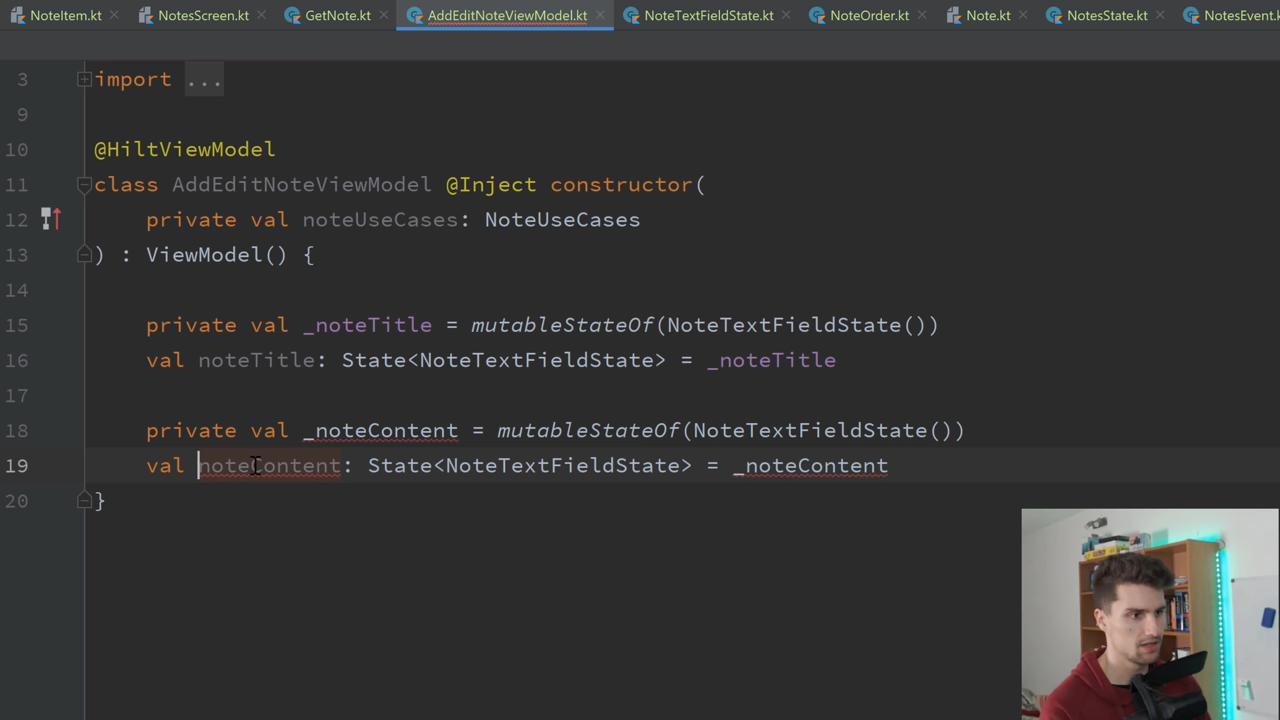 NoteItem.kt NotesScreen.kt GetNote.kt AddEditNoteViewModel.kt NoteTextFieldState.kt NoteOrder.kt Note.kt NotesState.kt NotesEvent.k
3 import ...
9
10 @HiltViewModel
11 class AddEditNoteViewModel @Inject constructor(
12 private val noteUseCases: NoteUseCases
13 ) : ViewModel() {
14
15 private val _noteTitle = mutableStateOf(NoteTextFieldState())
16 val noteTitle: State<NoteTextFieldState> = _noteTitle
17
18 private val _noteContent = mutableStateOf(NoteTextFieldState())
19 val noteContent: State<NoteTextFieldState> = _noteContent
20 }